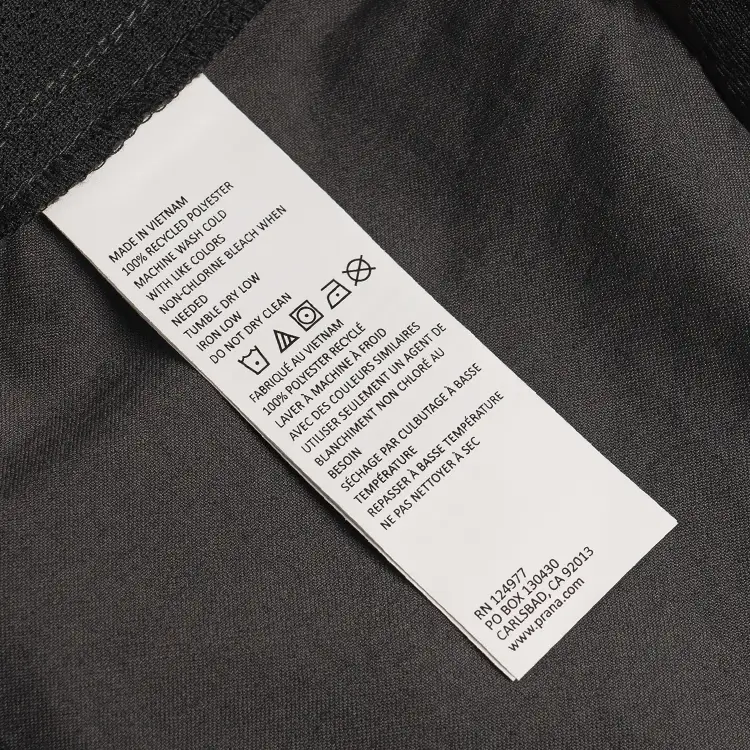 MADE IN VIETNAM
100% RECYCLED POLYESTER
MACHINE WASH COLD
WITH LIKE COLORS
NON-CHLORINE BLEACH WHEN
NEEDED
TUMBLE DRY LOW
IRON LOW
DO NOT DRY CLEAN
FABRIQUÉ AU VIETNAM
100% POLYESTER RECYCLÉ
LAVER À MACHINE À FROID
AVEC DES COULEURS SIMILAIRES
UTILISER SEULEMENT UN AGENT DE
BLANCHIMENT NON CHLORÉ AU
BESOIN
SÉCHAGE PAR CULBUTAGE À BASSE
TEMPÉRATURE
REPASSER À BASSE TEMPÉRATURE
NE PAS NETTOYER À SEC
RN 124977
PO BOX 130430
CARLSBAD, CA 92013
www.prana.com